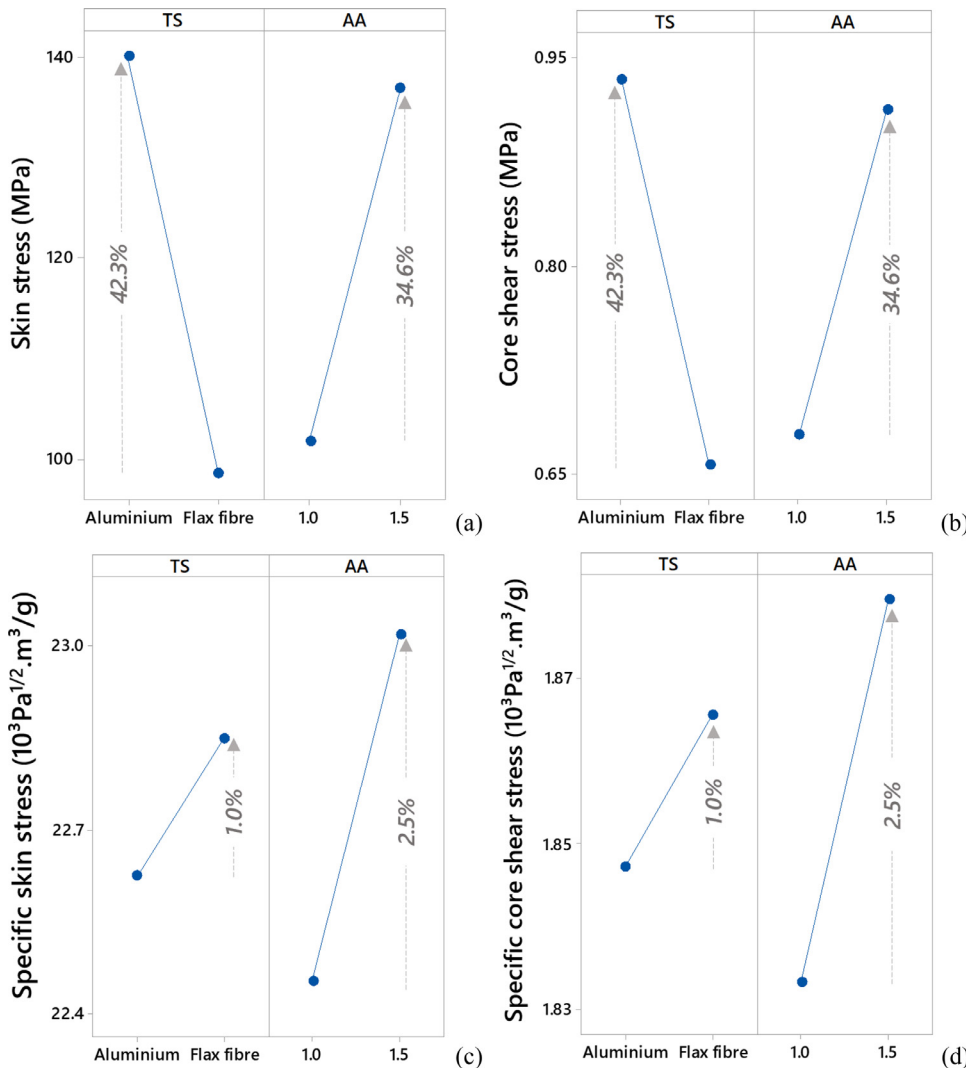 TS AA
Skin stress (MPa)
140
120
100
42.3%
34.6%
Aluminium Flax fibre 1.0 1.5
(a)
TS AA
Core shear stress (MPa)
0.95
0.80
0.65
42.3%
34.6%
Aluminium Flax fibre 1.0 1.5
(b)
TS AA
Specific skin stress (10³Pa¹/².m³/g)
23.0
22.7
22.4
1.0%
2.5%
Aluminium Flax fibre 1.0 1.5
(c)
TS AA
Specific core shear stress (10³Pa¹/².m³/g)
1.87
1.85
1.83
1.0%
2.5%
Aluminium Flax fibre 1.0 1.5
(d)